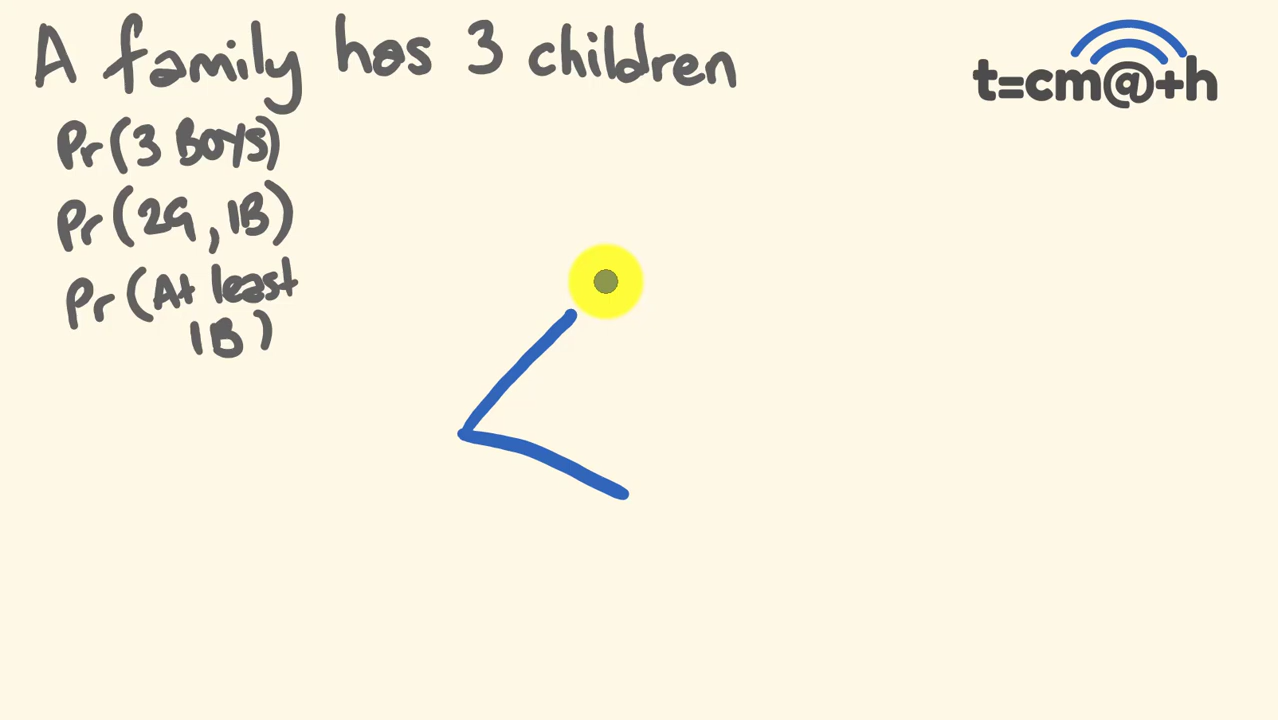 A family has 3 children
t=cm@+h
Pr(3 Boys)
Pr(2G, 1B)
Pr(At least
1B)